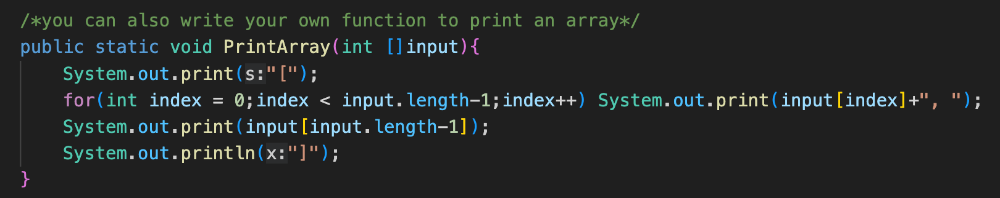 /*you can also write your own function to print an array*/
public static void PrintArray(int []input){
System.out.print(s:"[");
for(int index = 0;index < input.length-1;index++) System.out.print(input[index]+", ");
System.out.print(input[input.length-1]);
System.out.println(x:"]");
}